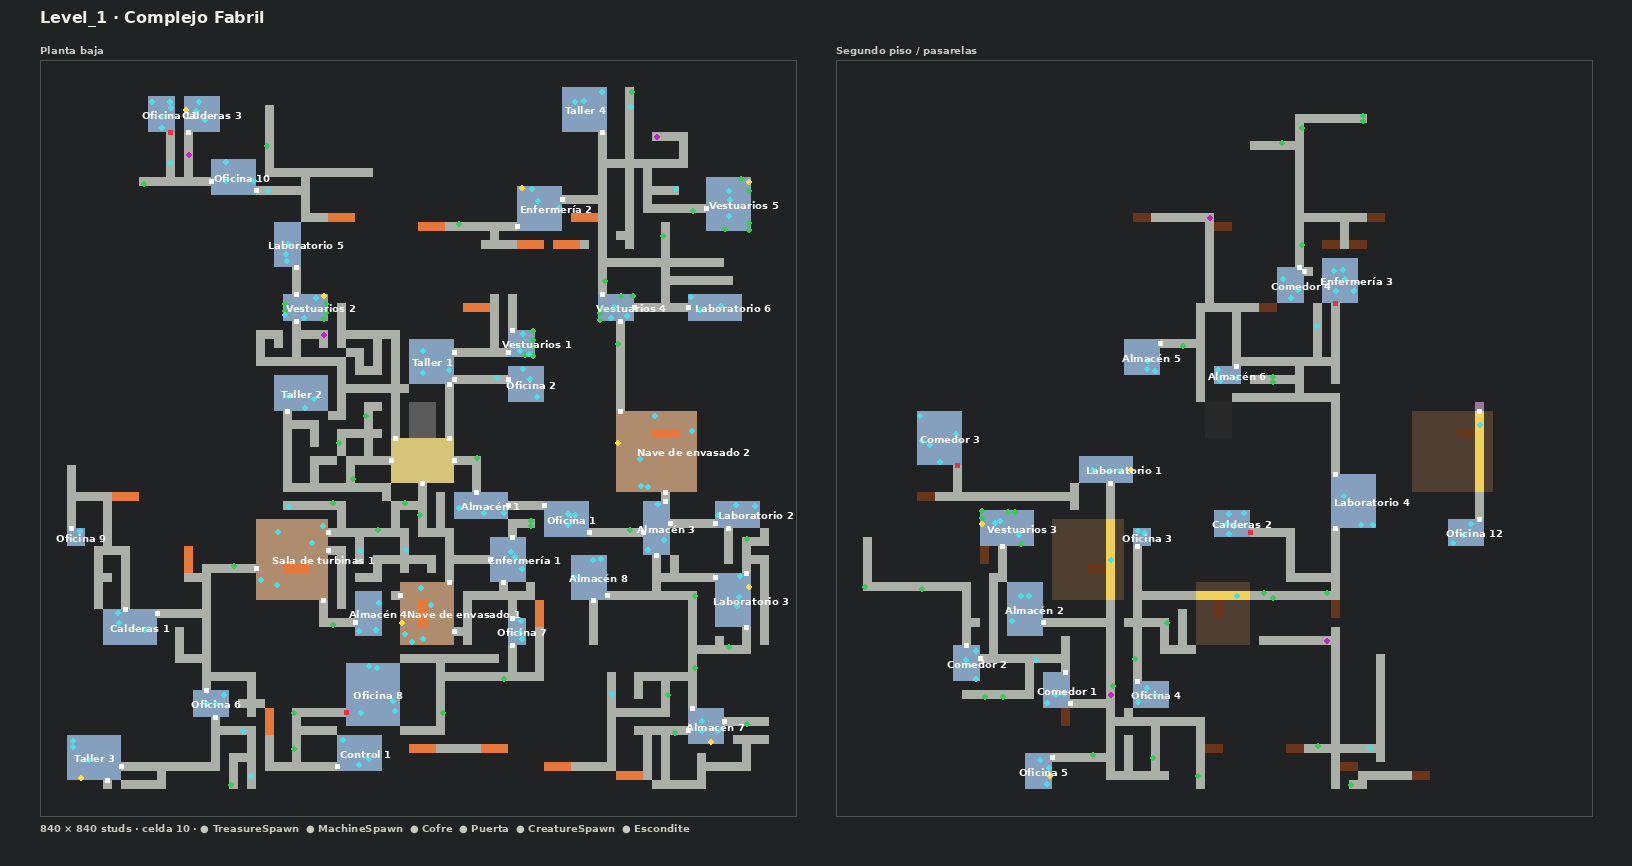 Level_1 · Complejo Fabril
Planta baja
Segundo piso / pasarelas
Taller 4
Calderas 3
Oficina 10
Vestuarios 5
Enfermería 2
Laboratorio 5
Vestuarios 2
Vestuarios 4
Laboratorio 6
Vestuarios 1
Taller 1
Oficina 2
Taller 2
Nave de envasado 2
Almacén 1
Oficina 1
Almacén 3
Laboratorio 2
Oficina 9
Sala de turbinas 1
Enfermería 1
Almacén 8
Laboratorio 3
Almacén 4
Nave de envasado 1
Calderas 1
Oficina 7
Oficina 8
Oficina 6
Almacén 7
Taller 3
Control 1
Comedor 4
Enfermería 3
Almacén 5
Almacén 6
Comedor 3
Laboratorio 1
Laboratorio 4
Vestuarios 3
Oficina 3
Calderas 2
Oficina 12
Almacén 2
Comedor 2
Comedor 1
Oficina 4
Oficina 5
840 × 840 studs · celda 10 · ● TreasureSpawn ● MachineSpawn ● Cofre ● Puerta ● CreatureSpawn ● Escondite